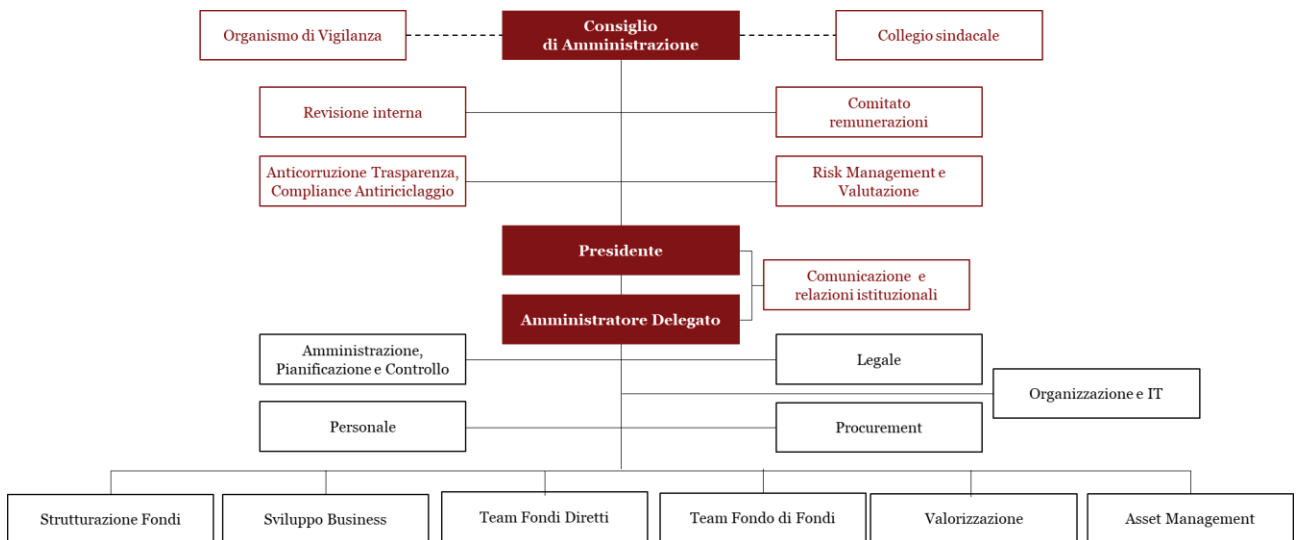 Organismo di Vigilanza
Consiglio
di Amministrazione
Collegio sindacale
Revisione interna
Comitato
remunerazioni
Anticorruzione Trasparenza,
Compliance Antiriciclaggio
Risk Management e
Valutazione
Presidente
Comunicazione e
relazioni istituzionali
Amministratore Delegato
Amministrazione,
Pianificazione e Controllo
Legale
Organizzazione e IT
Personale
Procurement
Strutturazione Fondi
Sviluppo Business
Team Fondi Diretti
Team Fondo di Fondi
Valorizzazione
Asset Management